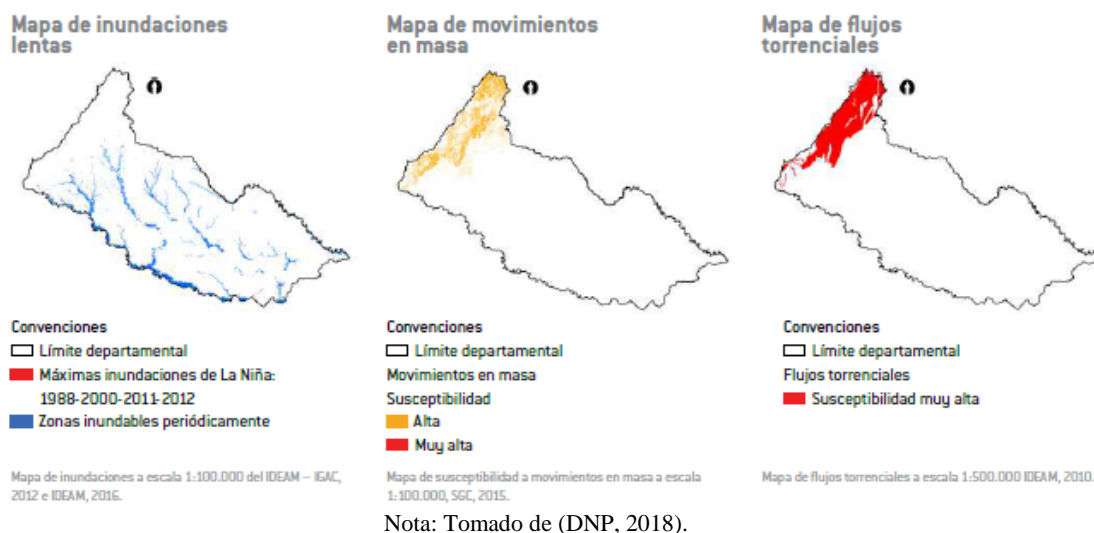 Mapa de inundaciones
lentas
Convenciones
Límite departamental
Máximas inundaciones de La Niña:
1988-2000-2011-2012
Zonas inundables periódicamente
Mapa de inundaciones a escala 1:100.000 del IDEAM – IGAC,
2012 e IDEAM, 2016.
Mapa de movimientos
en masa
Convenciones
Límite departamental
Movimientos en masa
Susceptibilidad
Alta
Muy alta
Mapa de susceptibilidad a movimientos en masa a escala
1:100.000, SGC, 2015.
Mapa de flujos
torrenciales
Convenciones
Límite departamental
Flujos torrenciales
Susceptibilidad muy alta
Mapa de flujos torrenciales a escala 1:500.000 IDEAM, 2010.
Nota: Tomado de (DNP, 2018).